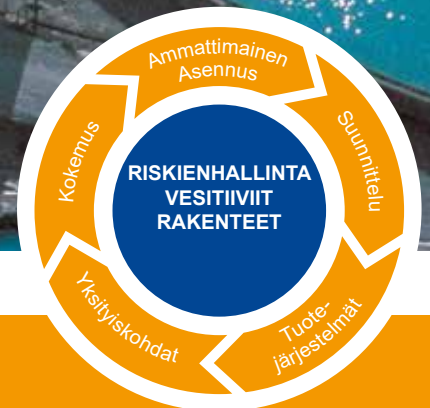 Ammattimainen
Asennus
Suunnittelu
Tuote-
järjestelmät
Yksityiskohdat
Kokemus
RISKIENHALLINTA
VESITIIVIIT
RAKENTEET